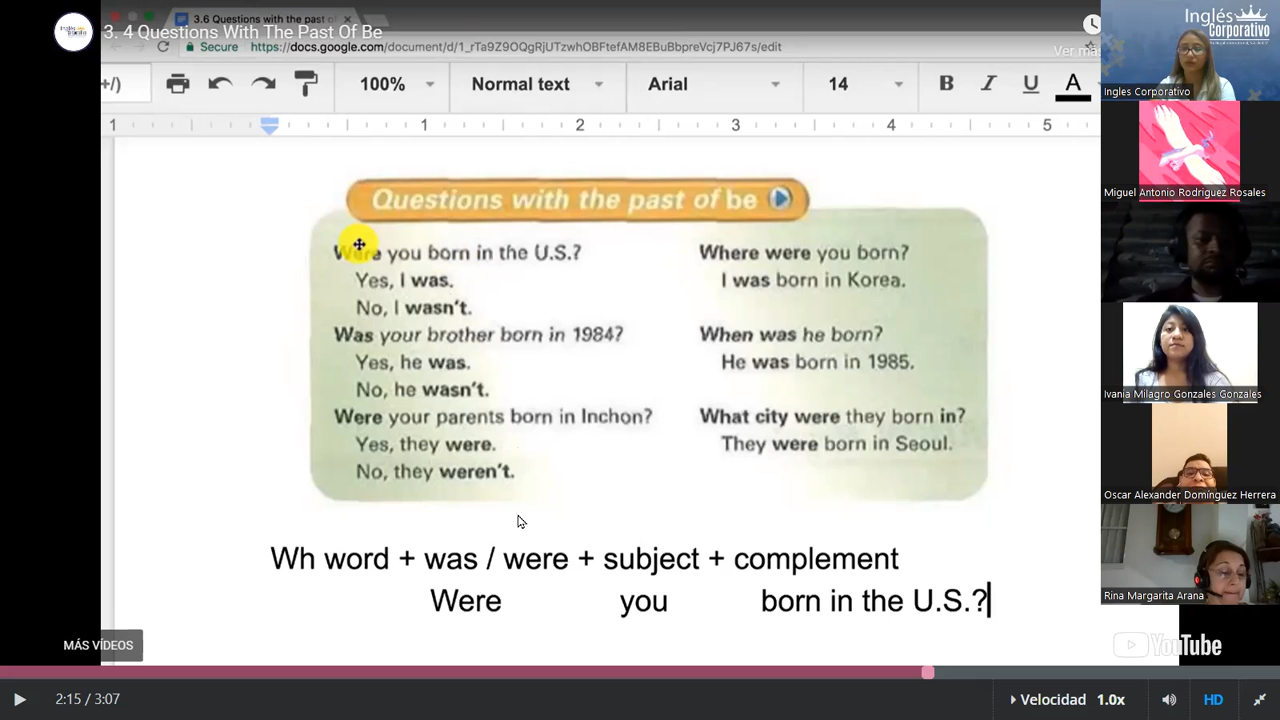 3.6 Questions with the past of
3. 4 Questions With The Past Of Be
Secure https://docs.google.com/document/d/1_rTa9Z9OQgRjUTzwhOBFtefAM8EBuBbpreVcj7PJ67s/edit
Ver más
+/)
100%
Normal text
Arial
14
B I U A
1 1 2 3 4 5
Questions with the past of be
Were you born in the U.S.?
Yes, I was.
No, I wasn't.
Was your brother born in 1984?
Yes, he was.
No, he wasn't.
Were your parents born in Inchon?
Yes, they were.
No, they weren't.
Where were you born?
I was born in Korea.
When was he born?
He was born in 1985.
What city were they born in?
They were born in Seoul.
Wh word + was / were + subject + complement
Were you born in the U.S.?
MÁS VÍDEOS
YouTube
2:15 / 3:07
Velocidad 1.0x
HD
Inglés
Corporativo
Ingles Corporativo
Miguel Antonio Rodriguez Rosales
Ivania Milagro Gonzales Gonzales
Oscar Alexander Domínguez Herrera
Rina Margarita Arana